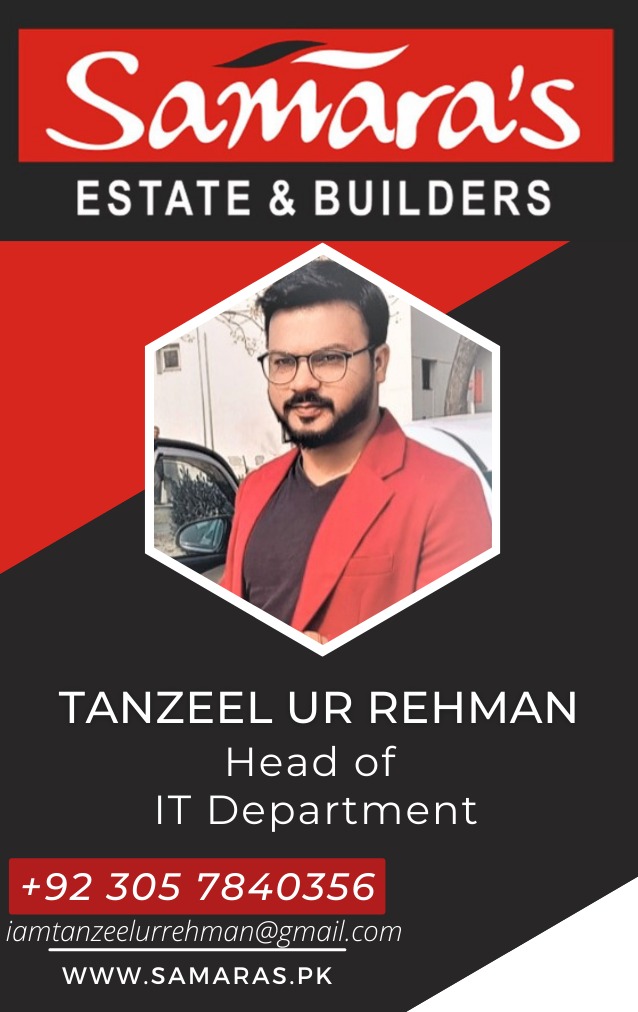 Samara's
ESTATE & BUILDERS
TANZEEL UR REHMAN
Head of
IT Department
+92 305 7840356
iamtanzeelurrehman@gmail.com
WWW.SAMARAS.PK